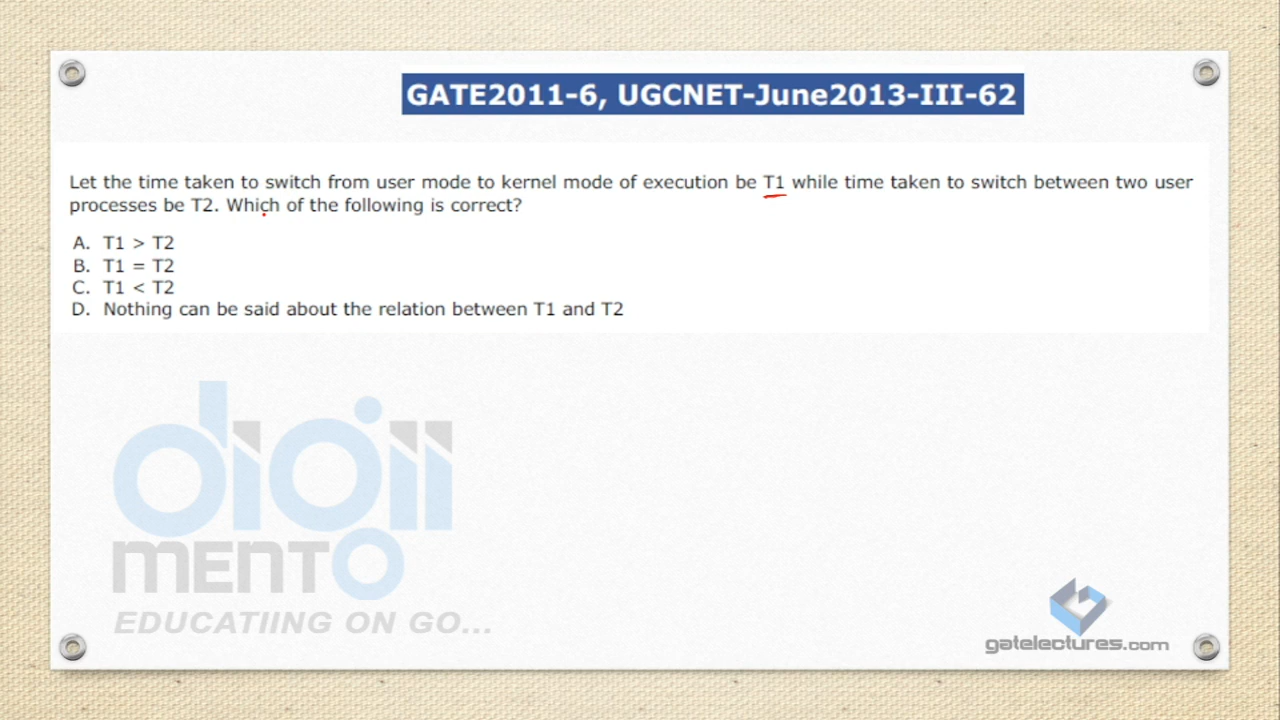 GATE2011-6, UGCNET-June2013-III-62
Let the time taken to switch from user mode to kernel mode of execution be T1 while time taken to switch between two user
processes be T2. Which of the following is correct?
A. T1 > T2
B. T1 = T2
C. T1 < T2
D. Nothing can be said about the relation between T1 and T2
digii
mento
EDUCATIING ON GO...
gatelectures.com